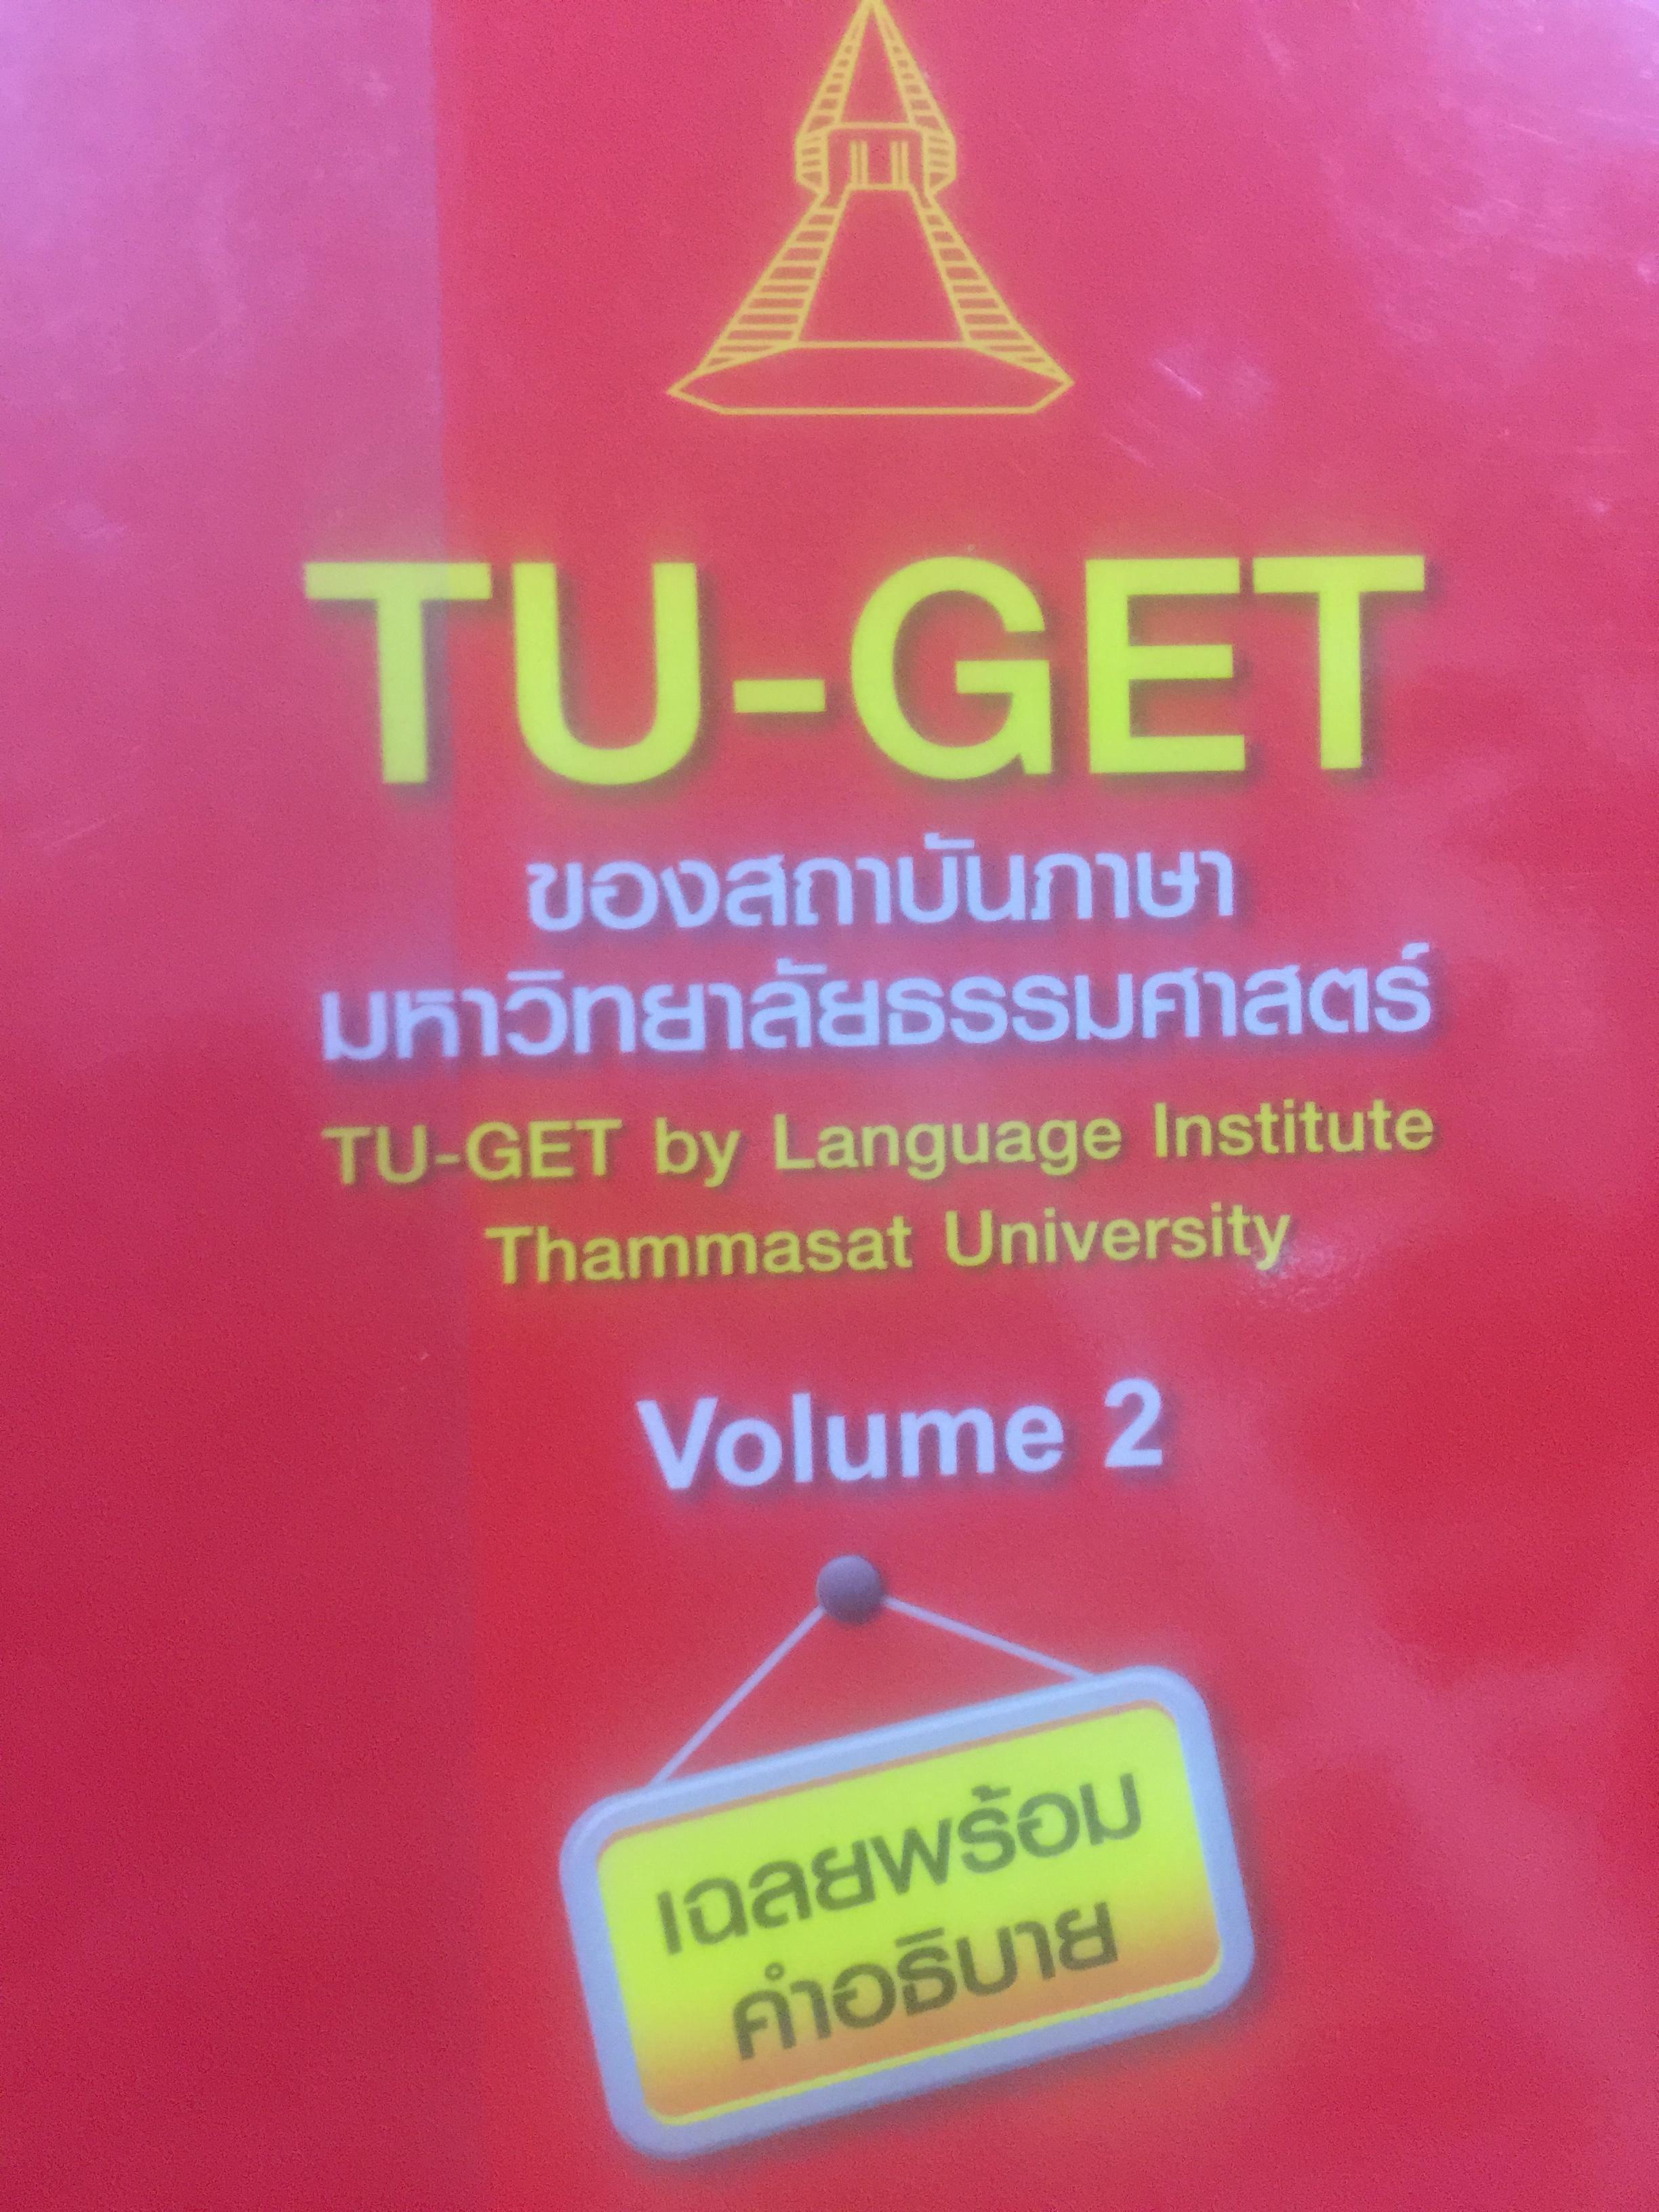 TU-GET
ของสถาบันภาษา
มหาวิทยาลัยธรรมศาสตร์
TU-GET by Language Institute
Thammasat University
Volume 2
เฉลยพร้อม
คำอธิบาย